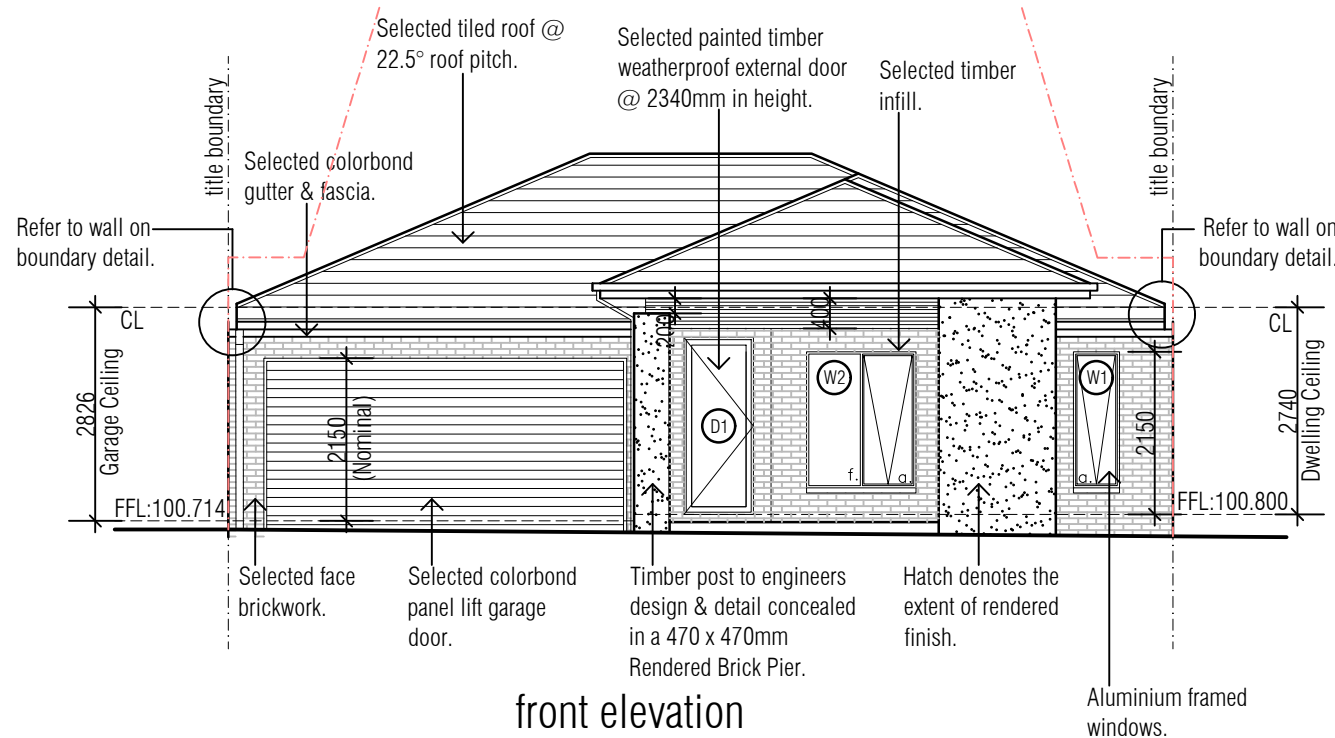 Selected tiled roof @
22.5° roof pitch.
Selected painted timber
weatherproof external door
@ 2340mm in height.
Selected timber
infill.
title boundary
title boundary
Selected colorbond
gutter & fascia.
Refer to wall on
boundary detail.
Refer to wall on
boundary detail.
CL
CL
200
400
2826
Garage Ceiling
2150
(Nominal)
D1
W2
f.
a.
W1
a.
2150
2740
Dwelling Ceiling
FFL:100.714
FFL:100.800
Selected face
brickwork.
Selected colorbond
panel lift garage
door.
Timber post to engineers
design & detail concealed
in a 470 x 470mm
Rendered Brick Pier.
Hatch denotes the
extent of rendered
finish.
Aluminium framed
windows.
front elevation